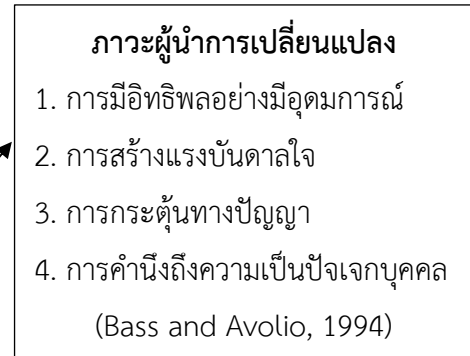 ภาวะผู้นำการเปลี่ยนแปลง
1. การมีอิทธิพลอย่างมีอุดมการณ์
2. การสร้างแรงบันดาลใจ
3. การกระตุ้นทางปัญญา
4. การคำนึงถึงความเป็นปัจเจกบุคคล
(Bass and Avolio, 1994)